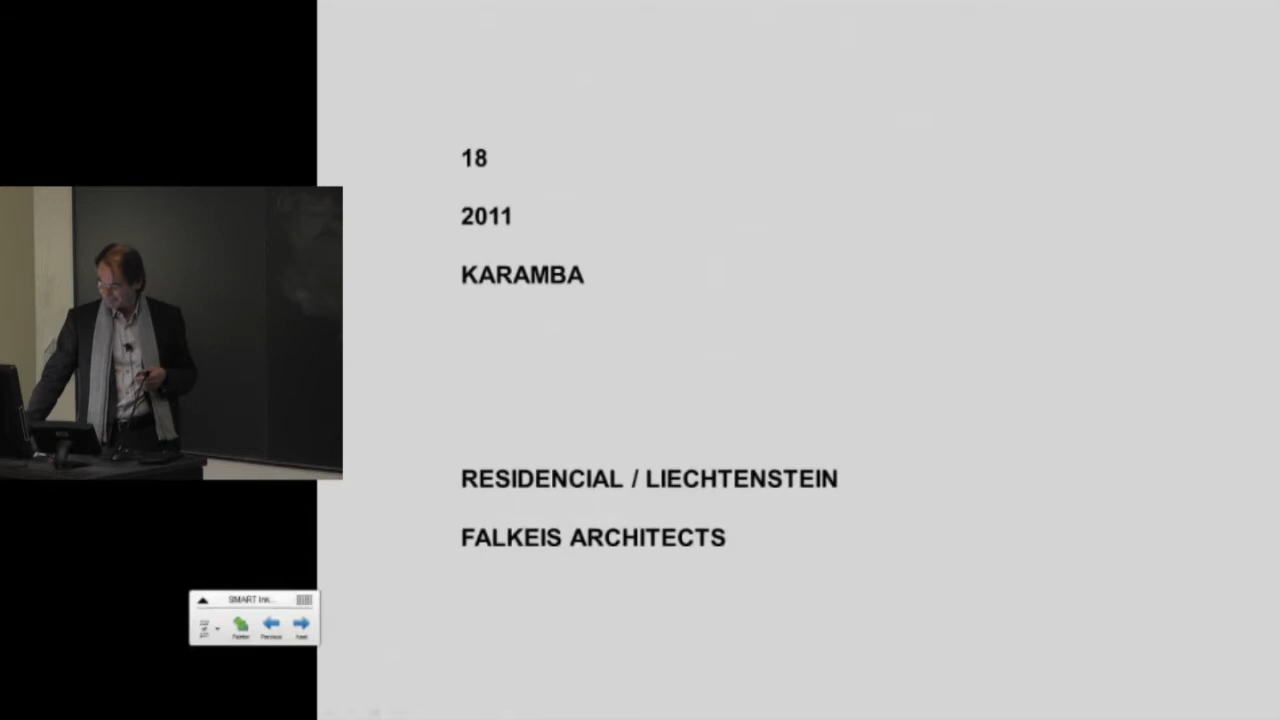 18
2011
KARAMBA
RESIDENCIAL / LIECHTENSTEIN
FALKEIS ARCHITECTS
SMART Ink...
Previous
Next